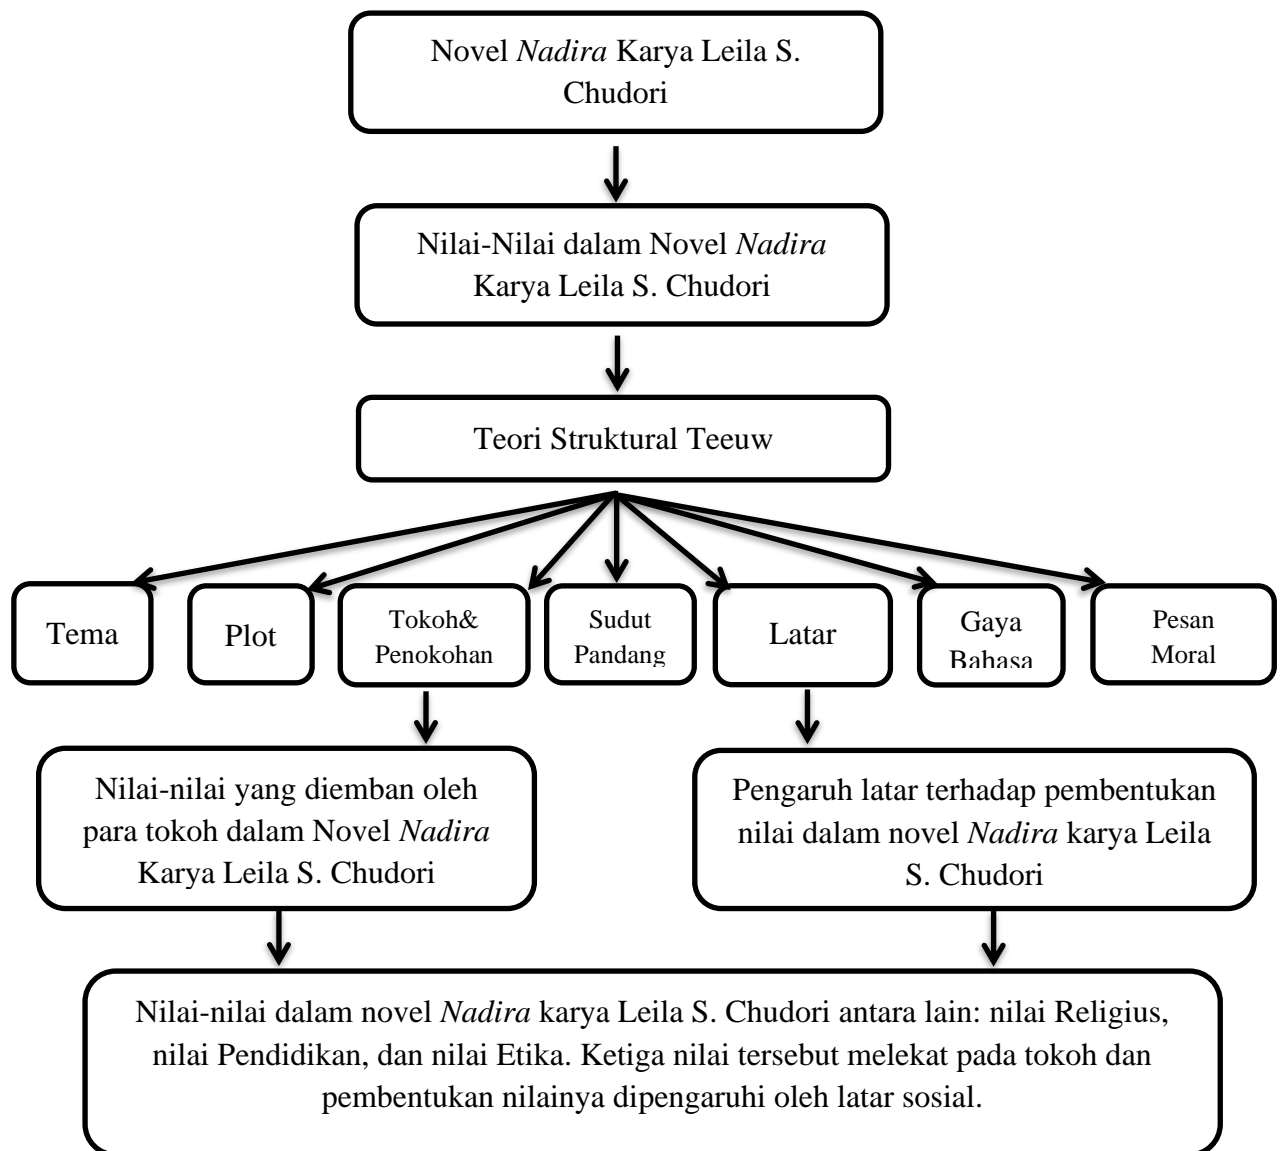 Novel Nadira Karya Leila S.
Chudori
Nilai-Nilai dalam Novel Nadira
Karya Leila S. Chudori
Teori Struktural Teeuw
Tema
Plot
Tokoh&
Penokohan
Sudut
Pandang
Latar
Gaya
Bahasa
Pesan
Moral
Nilai-nilai yang diemban oleh
para tokoh dalam Novel Nadira
Karya Leila S. Chudori
Pengaruh latar terhadap pembentukan
nilai dalam novel Nadira karya Leila
S. Chudori
Nilai-nilai dalam novel Nadira karya Leila S. Chudori antara lain: nilai Religius,
nilai Pendidikan, dan nilai Etika. Ketiga nilai tersebut melekat pada tokoh dan
pembentukan nilainya dipengaruhi oleh latar sosial.